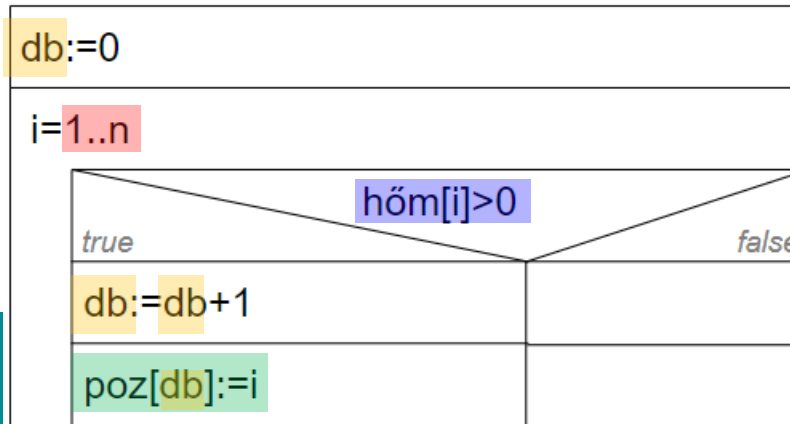 db:=0
i=1..n
hőm[i]>0
true
false
db:=db+1
poz[db]:=i